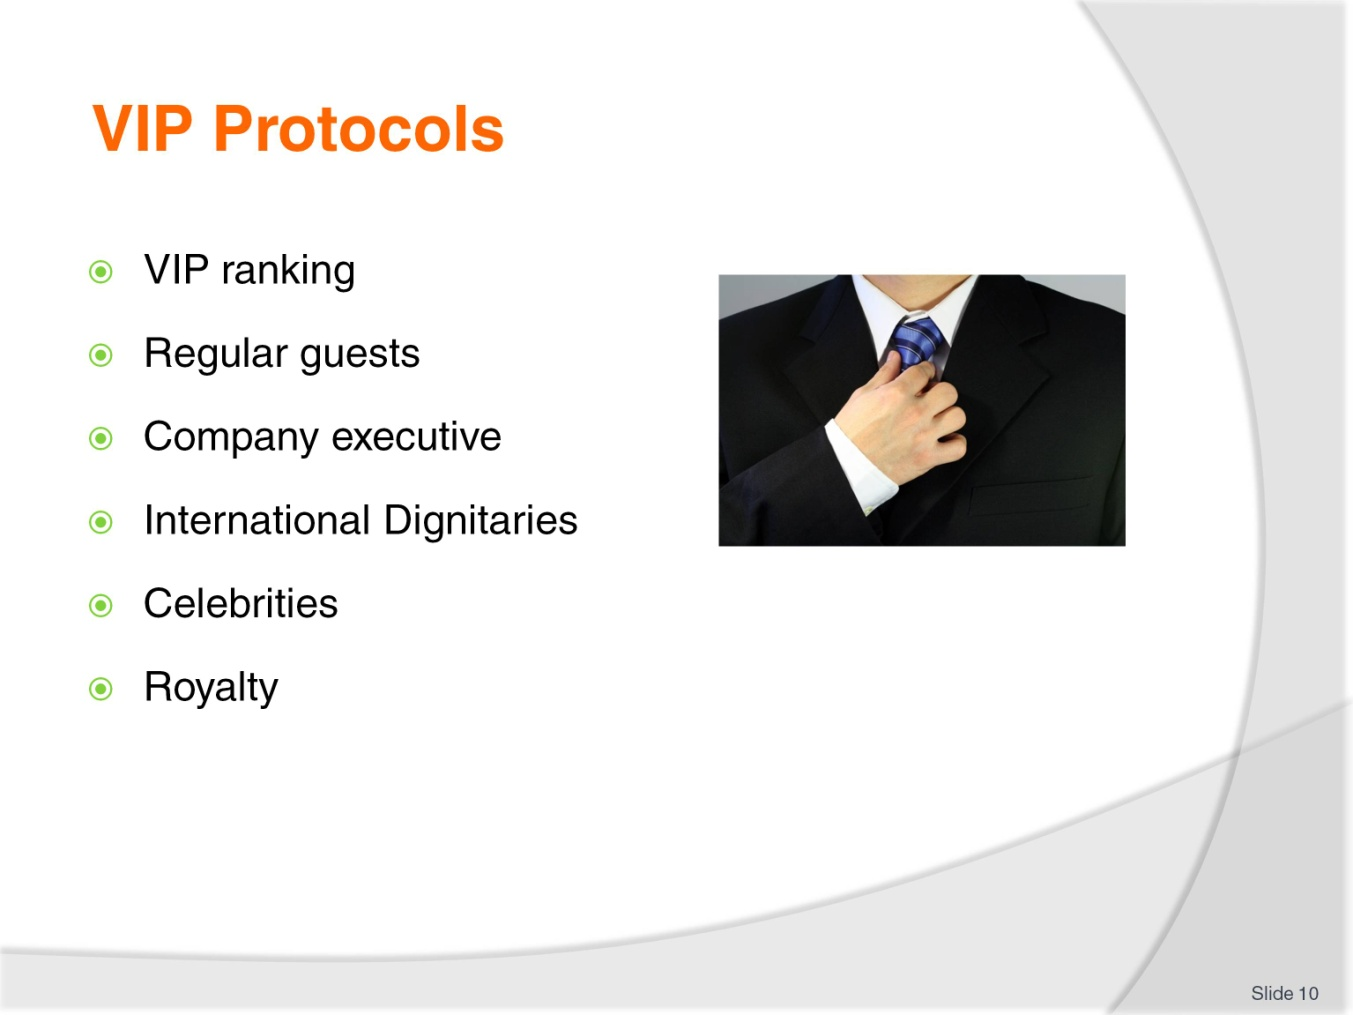 VIP Protocols
VIP ranking
Regular guests
Company executive
International Dignitaries
Celebrities
Royalty
Slide 10